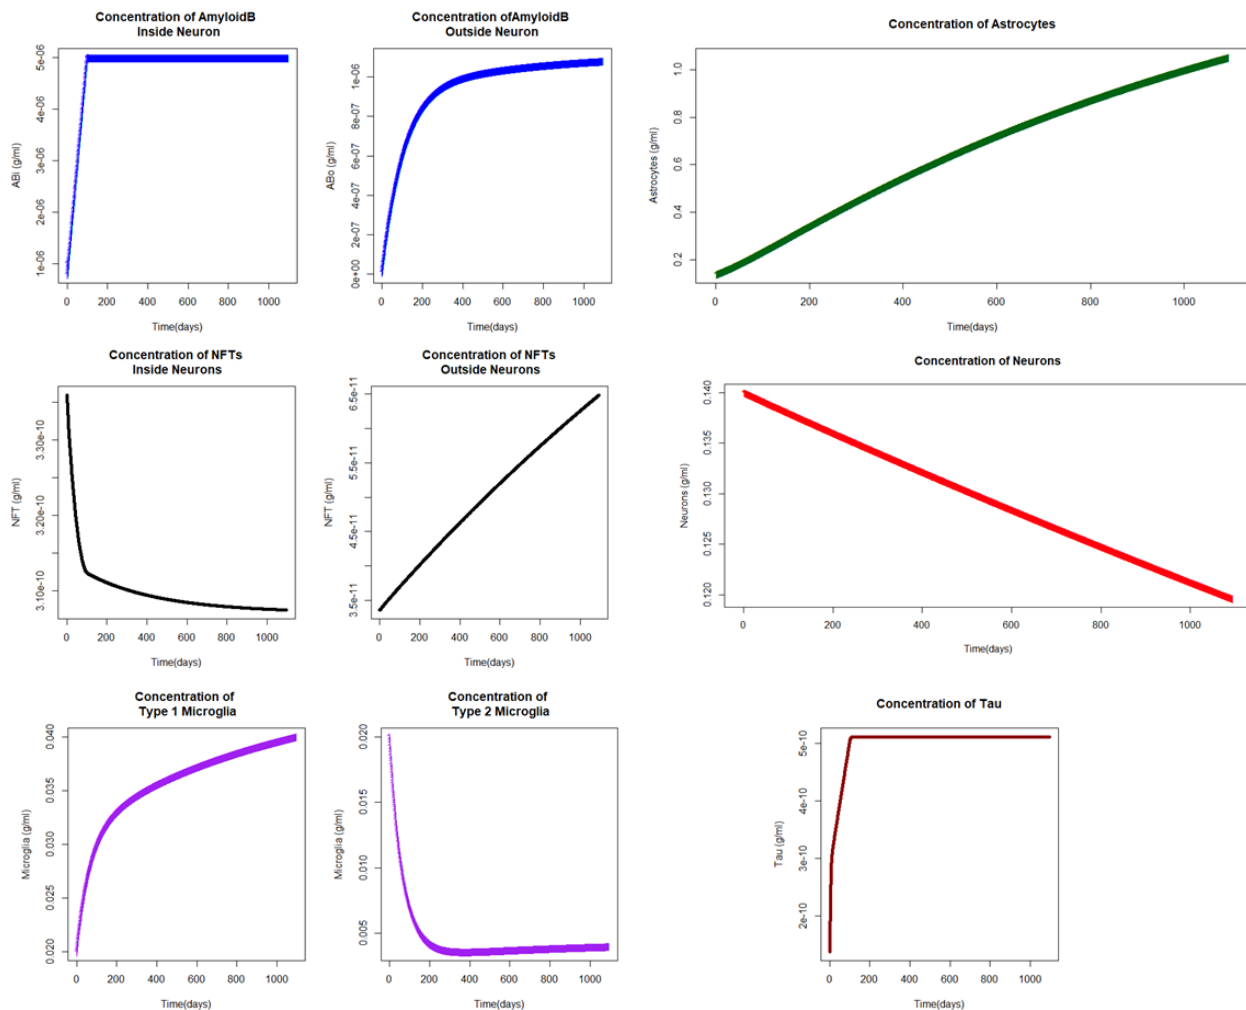 Concentration of AmyloidB
Inside Neuron
5e-06
4e-06
3e-06
2e-06
1e-06
ABi (g/ml)
0 200 400 600 800 1000
Time(days)
Concentration ofAmyloidB
Outside Neuron
1e-06
8e-07
6e-07
4e-07
2e-07
0e+00
ABo (g/ml)
0 200 400 600 800 1000
Time(days)
Concentration of Astrocytes
1.0
0.8
0.6
0.4
0.2
Astrocytes (g/ml)
0 200 400 600 800 1000
Time(days)
Concentration of NFTs
Inside Neurons
3.30e-10
3.20e-10
3.10e-10
NFT (g/ml)
0 200 400 600 800 1000
Time(days)
Concentration of NFTs
Outside Neurons
6.5e-11
5.5e-11
4.5e-11
3.5e-11
NFT (g/ml)
0 200 400 600 800 1000
Time(days)
Concentration of Neurons
0.140
0.135
0.130
0.125
0.120
Neurons (g/ml)
0 200 400 600 800 1000
Time(days)
Concentration of
Type 1 Microglia
0.040
0.035
0.030
0.025
0.020
Microglia (g/ml)
0 200 400 600 800 1000
Time(days)
Concentration of
Type 2 Microglia
0.020
0.015
0.010
0.005
Microglia (g/ml)
0 200 400 600 800 1000
Time(days)
Concentration of Tau
5e-10
4e-10
3e-10
2e-10
Tau (g/ml)
0 200 400 600 800 1000
Time(days)